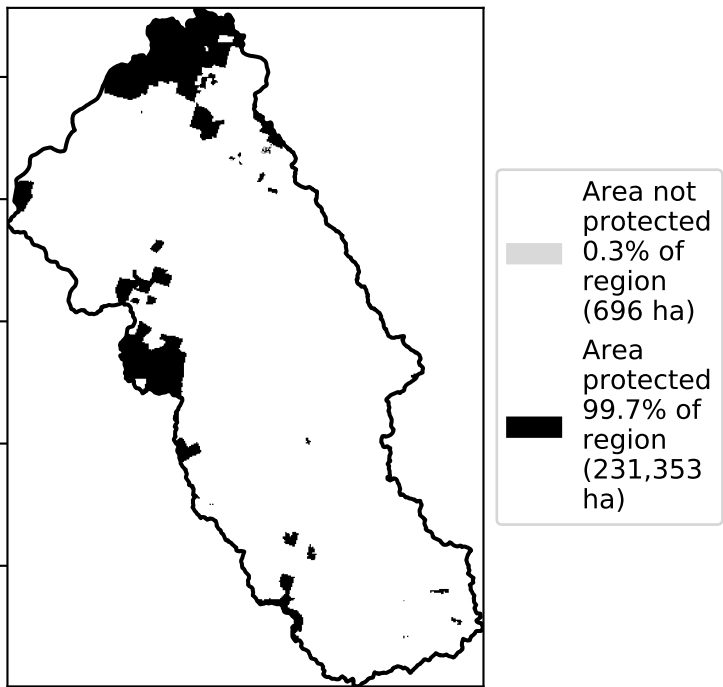 Area not
protected
0.3% of
region
(696 ha)
Area
protected
99.7% of
region
(231,353
ha)